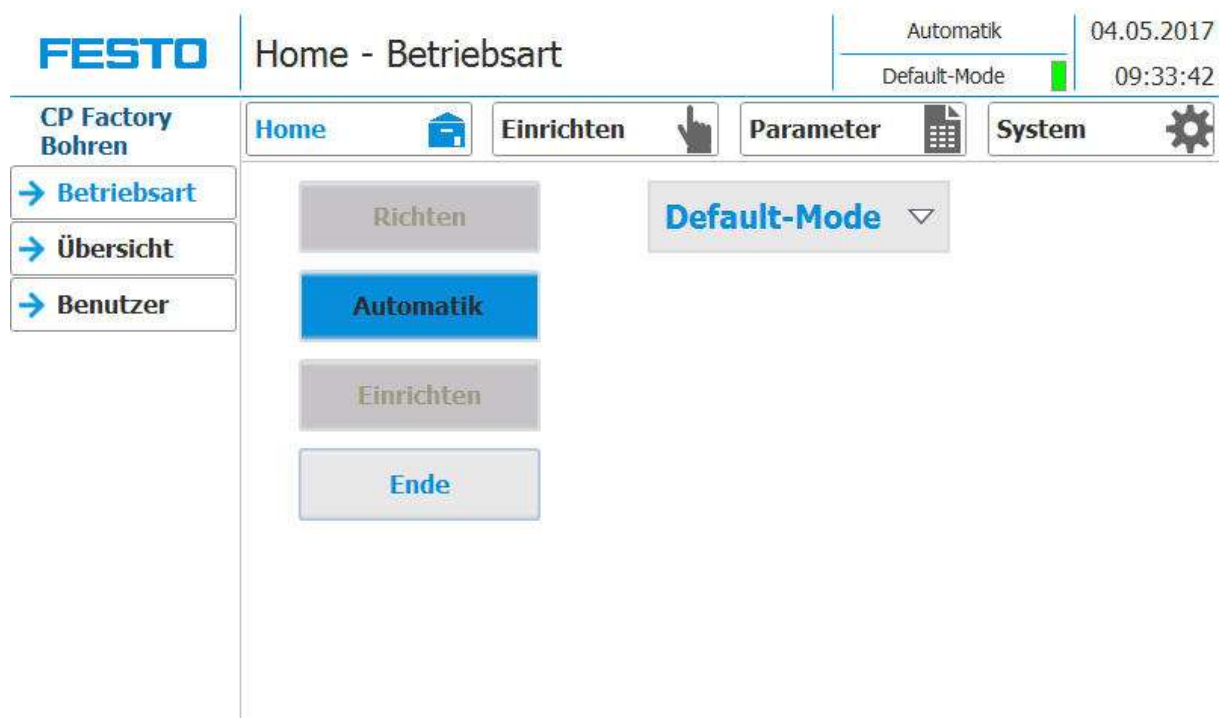 FESTO
Home - Betriebsart
Automatik
Default-Mode
04.05.2017
09:33:42
CP Factory
Bohren
Home
Einrichten
Parameter
System
Betriebsart
Übersicht
Benutzer
Richten
Default-Mode
Automatik
Einrichten
Ende